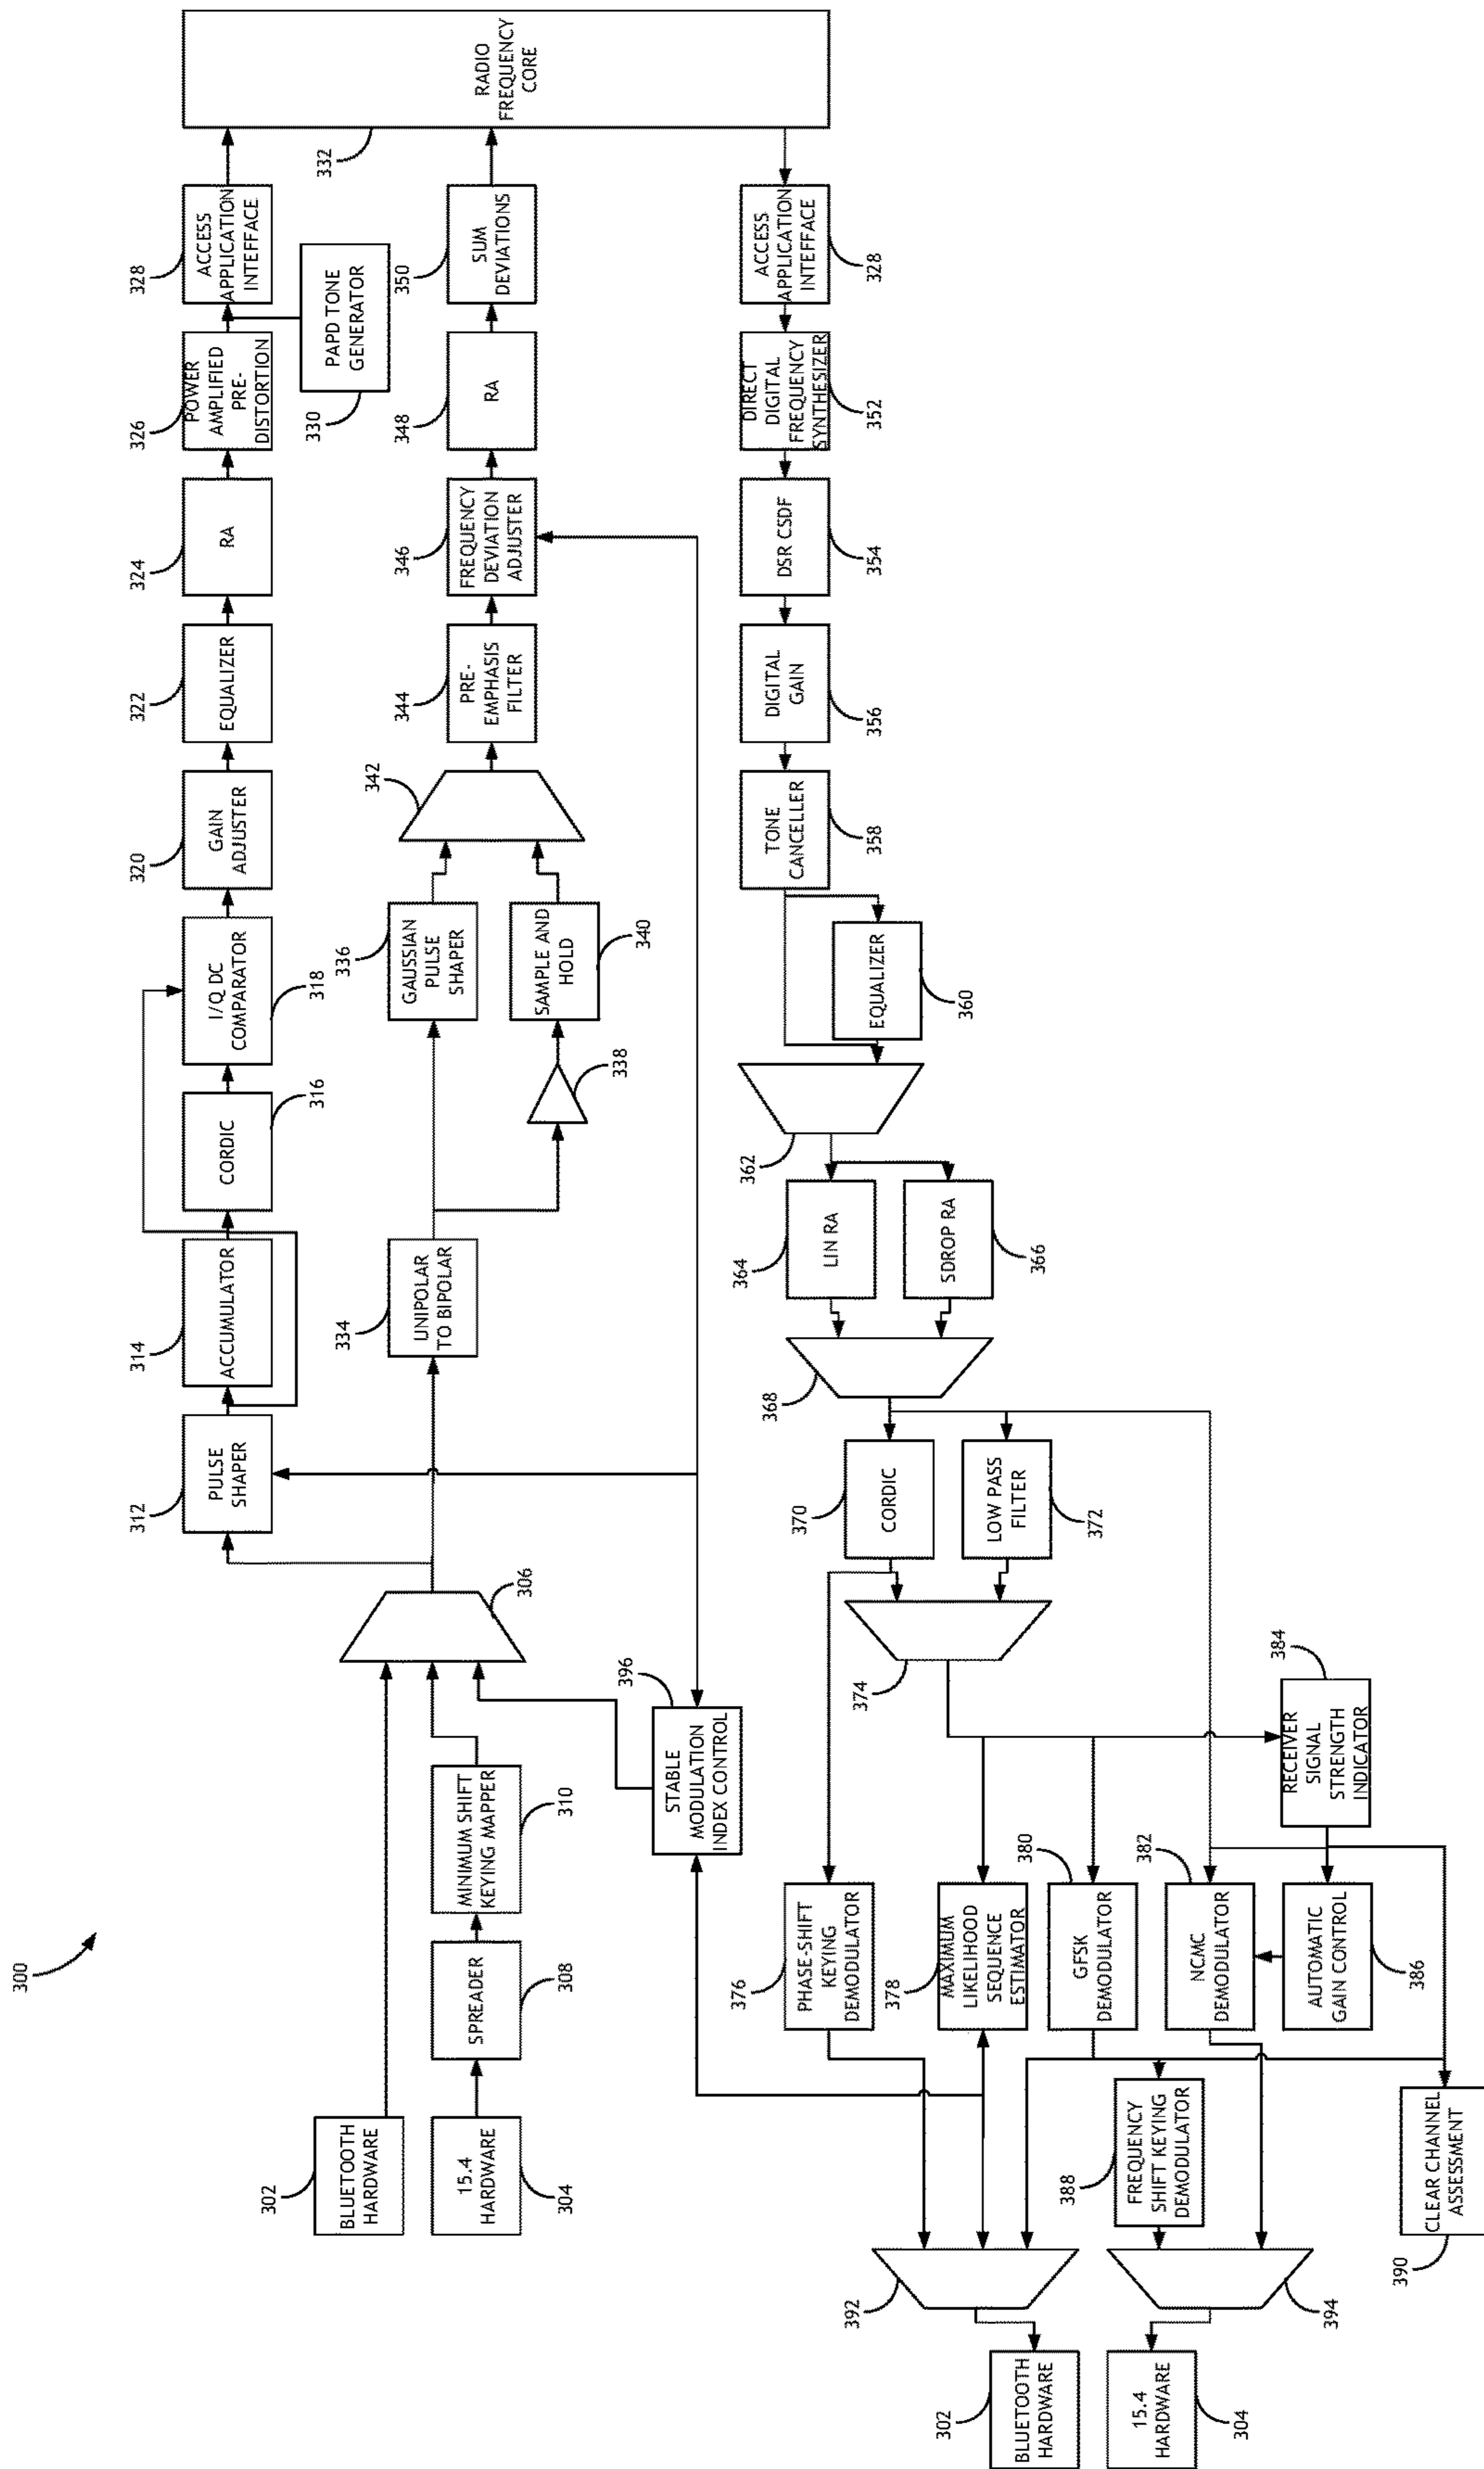 300
302
BLUETOOTH
HARDWARE
15.4
HARDWARE
304
SPREADER
308
MINIMUM SHIFT
KEYING MAPPER
310
306
312
PULSE
SHAPER
314
ACCUMULATOR
CORDIC
316
I/Q DC
COMPARATOR
318
320
GAIN
ADJUSTER
322
EQUALIZER
324
RA
326
POWER
AMPLIFIED
PRE-
DISTORTION
328
ACCESS
APPLICATION
INTEFFACE
PAPD TONE
GENERATOR
330
332
RADIO
FREQUENCY
CORE
334
UNIPOLAR
TO BIPOLAR
336
GAUSSIAN
PULSE
SHAPER
338
SAMPLE AND
HOLD
340
342
344
PRE-
EMPHASIS
FILTER
346
FREQUENCY
DEVIATION
ADJUSTER
348
RA
350
SUM
DEVIATIONS
396
STABLE
MODULATION
INDEX CONTROL
ACCESS
APPLICATION
INTEFFACE
328
DIRECT
DIGITAL
FREQUENCY
SYNTHESIZER
352
DSR CSDF
354
DIGITAL
GAIN
356
TONE
CANCELLER
358
EQUALIZER
360
362
364
LIN RA
SDROP RA
366
368
370
CORDIC
LOW PASS
FILTER
372
374
376
PHASE-SHIFT
KEYING
DEMODULATOR
378
MAXIMUM
LIKELIHOOD
SEQUENCE
ESTIMATOR
380
GFSK
DEMODULATOR
382
NCMC
DEMODULATOR
384
RECEIVER
SIGNAL
STRENGTH
INDICATOR
AUTOMATIC
GAIN CONTROL
386
388
FREQUENCY
SHIFT KEYING
DEMODULATOR
390
CLEAR CHANNEL
ASSESSMENT
392
394
302
BLUETOOTH
HARDWARE
15.4
HARDWARE
304